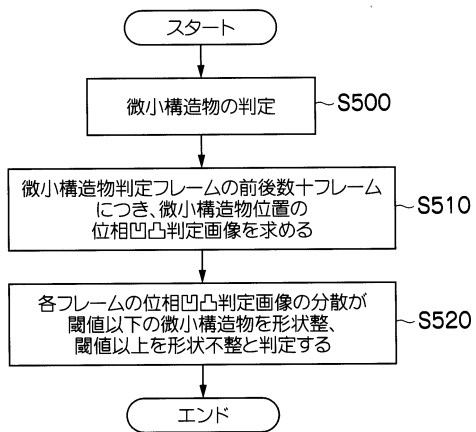 スタート
微小構造物の判定
S500
微小構造物判定フレームの前後数十フレーム
につき、微小構造物位置の
位相凹凸判定画像を求める
S510
各フレームの位相凹凸判定画像の分散が
閾値以下の微小構造物を形状整、
閾値以上を形状不整と判定する
S520
エンド